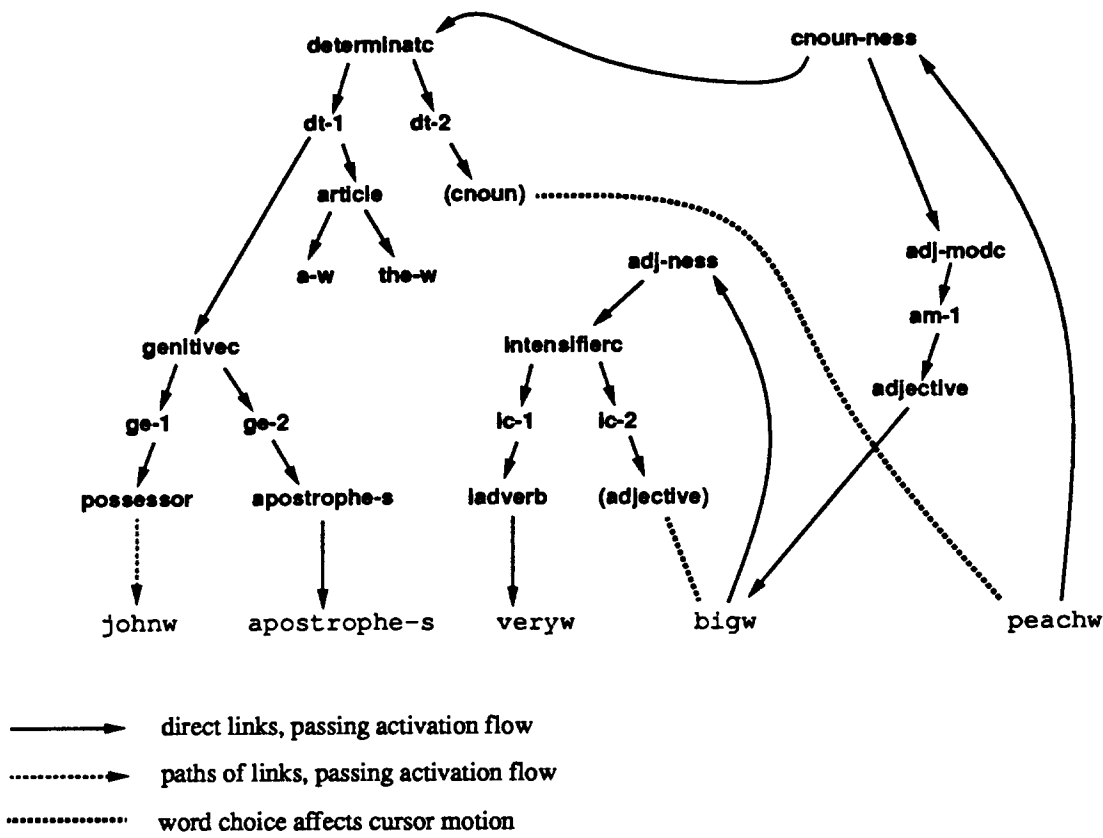 determinatc cnoun-ness
dt-1 dt-2
article (cnoun)
a-w the-w adj-ness adj-modc
am-1
genitivec intensifierc
adjective
ge-1 ge-2 ic-1 ic-2
possessor apostrophe-s iadverb (adjective)
johnw apostrophe-s veryw bigw peachw
direct links, passing activation flow
paths of links, passing activation flow
word choice affects cursor motion